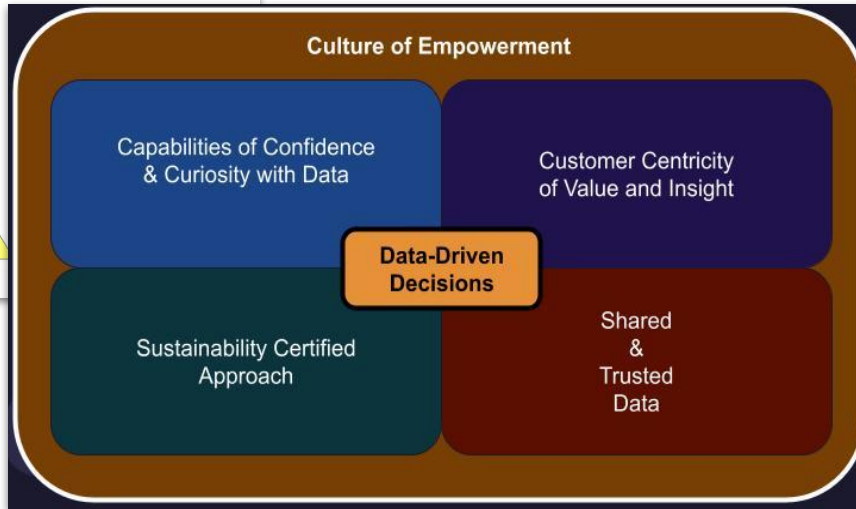 Culture of Empowerment
Capabilities of Confidence
& Curiosity with Data
Customer Centricity
of Value and Insight
Data-Driven
Decisions
Sustainability Certified
Approach
Shared
&
Trusted
Data